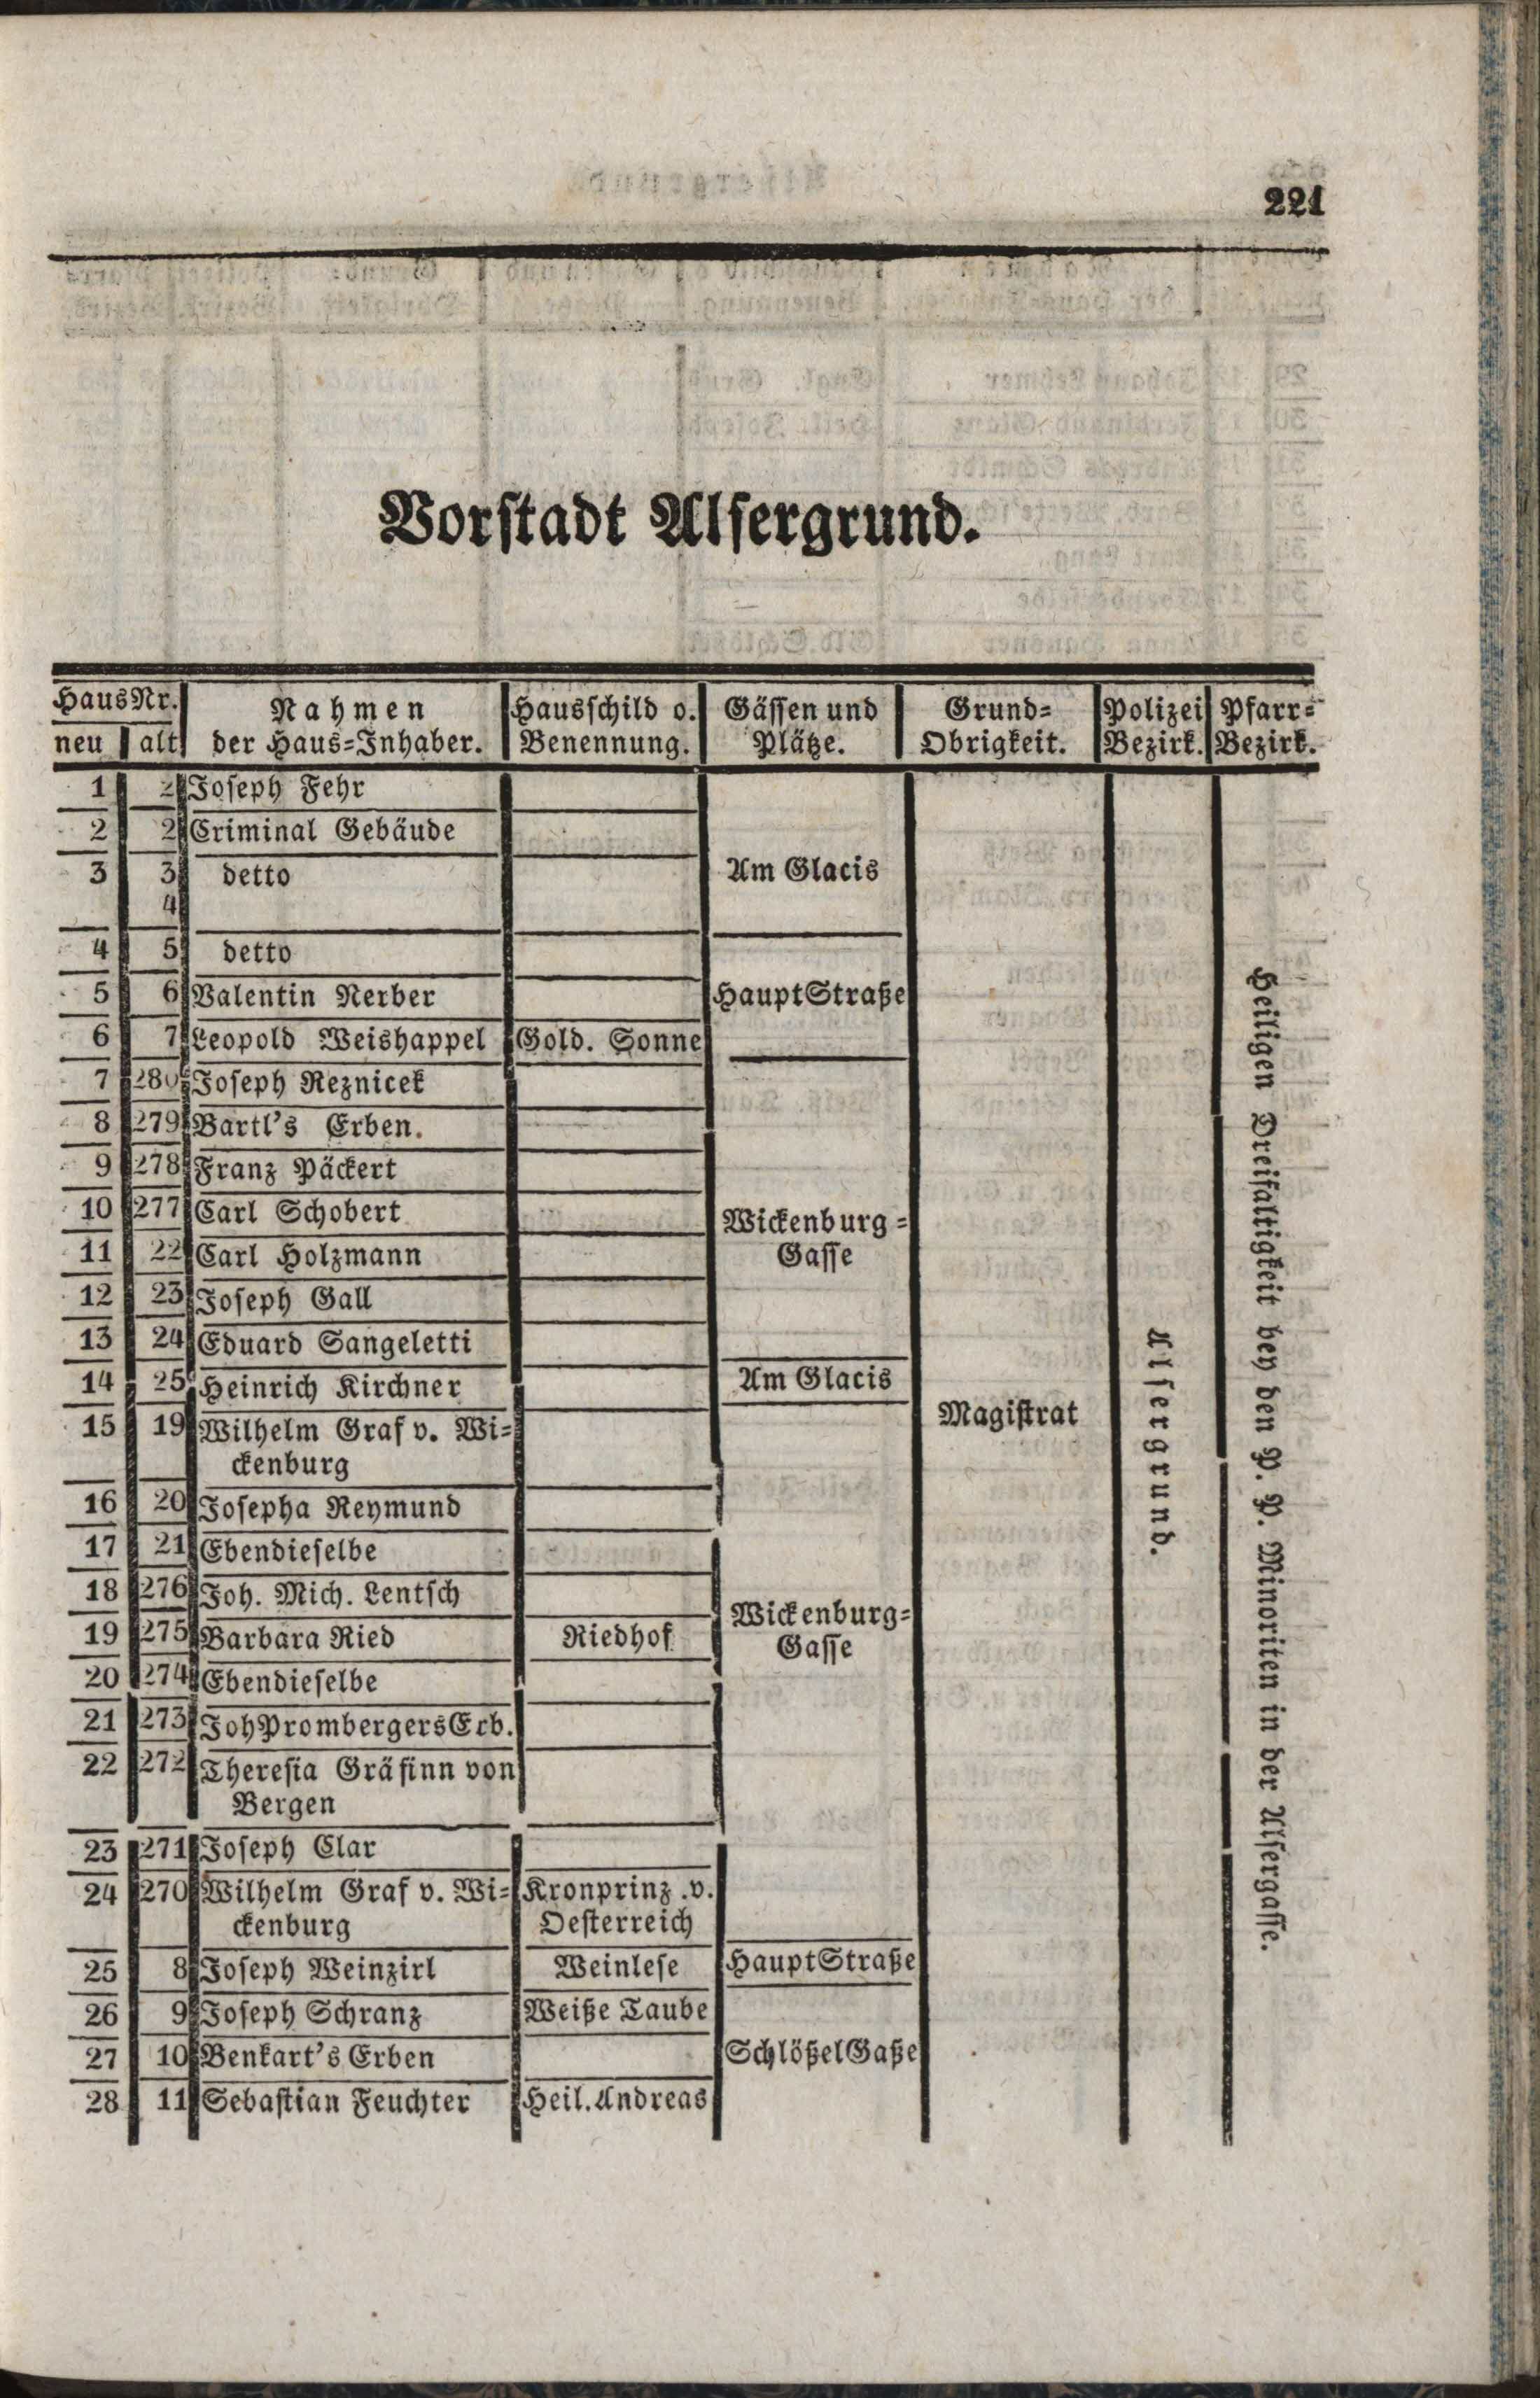 221
Vorstadt Alsergrund.
HausNr. Nahmen Hausschild o. Gässen und Grund= Polizei Pfarr=
neu alt der Haus=Inhaber. Benennung. Plätze. Obrigkeit. Bezirk. Bezirk.
1 2 Joseph Fehr
2 2 Criminal Gebäude
3 3 detto Am Glacis
4
4 5 detto
5 6 Valentin Nerber HauptStraße
6 7 Leopold Weishappel Gold. Sonne
7 280 Joseph Reznicek
8 279 Bartl's Erben.
9 278 Franz Päckert
10 277 Carl Schobert Wickenburg=
11 22 Carl Holzmann Gasse
12 23 Joseph Gall
13 24 Eduard Sangeletti
14 25 Heinrich Kirchner Am Glacis
15 19 Wilhelm Graf v. Wi= Magistrat
ckenburg
16 20 Josepha Reymund
17 21 Ebendieselbe
18 276 Joh. Mich. Lentsch Wickenburg=
19 275 Barbara Ried Riedhof Gasse
20 274 Ebendieselbe
21 273 JohPrombergersErb.
22 272 Theresia Gräfinn von
Bergen
23 271 Joseph Clar
24 270 Wilhelm Graf v. Wi= Kronprinz .v.
ckenburg Oesterreich
25 8 Joseph Weinzirl Weinlese HauptStraße
26 9 Joseph Schranz Weiße Taube
27 10 Benkart's Erben SchlößelGaße
28 11 Sebastian Feuchter Heil. Andreas
Alsergrund.
Heiligen Dreifaltigkeit bey den P. P. Minoriten in der Alsergasse.